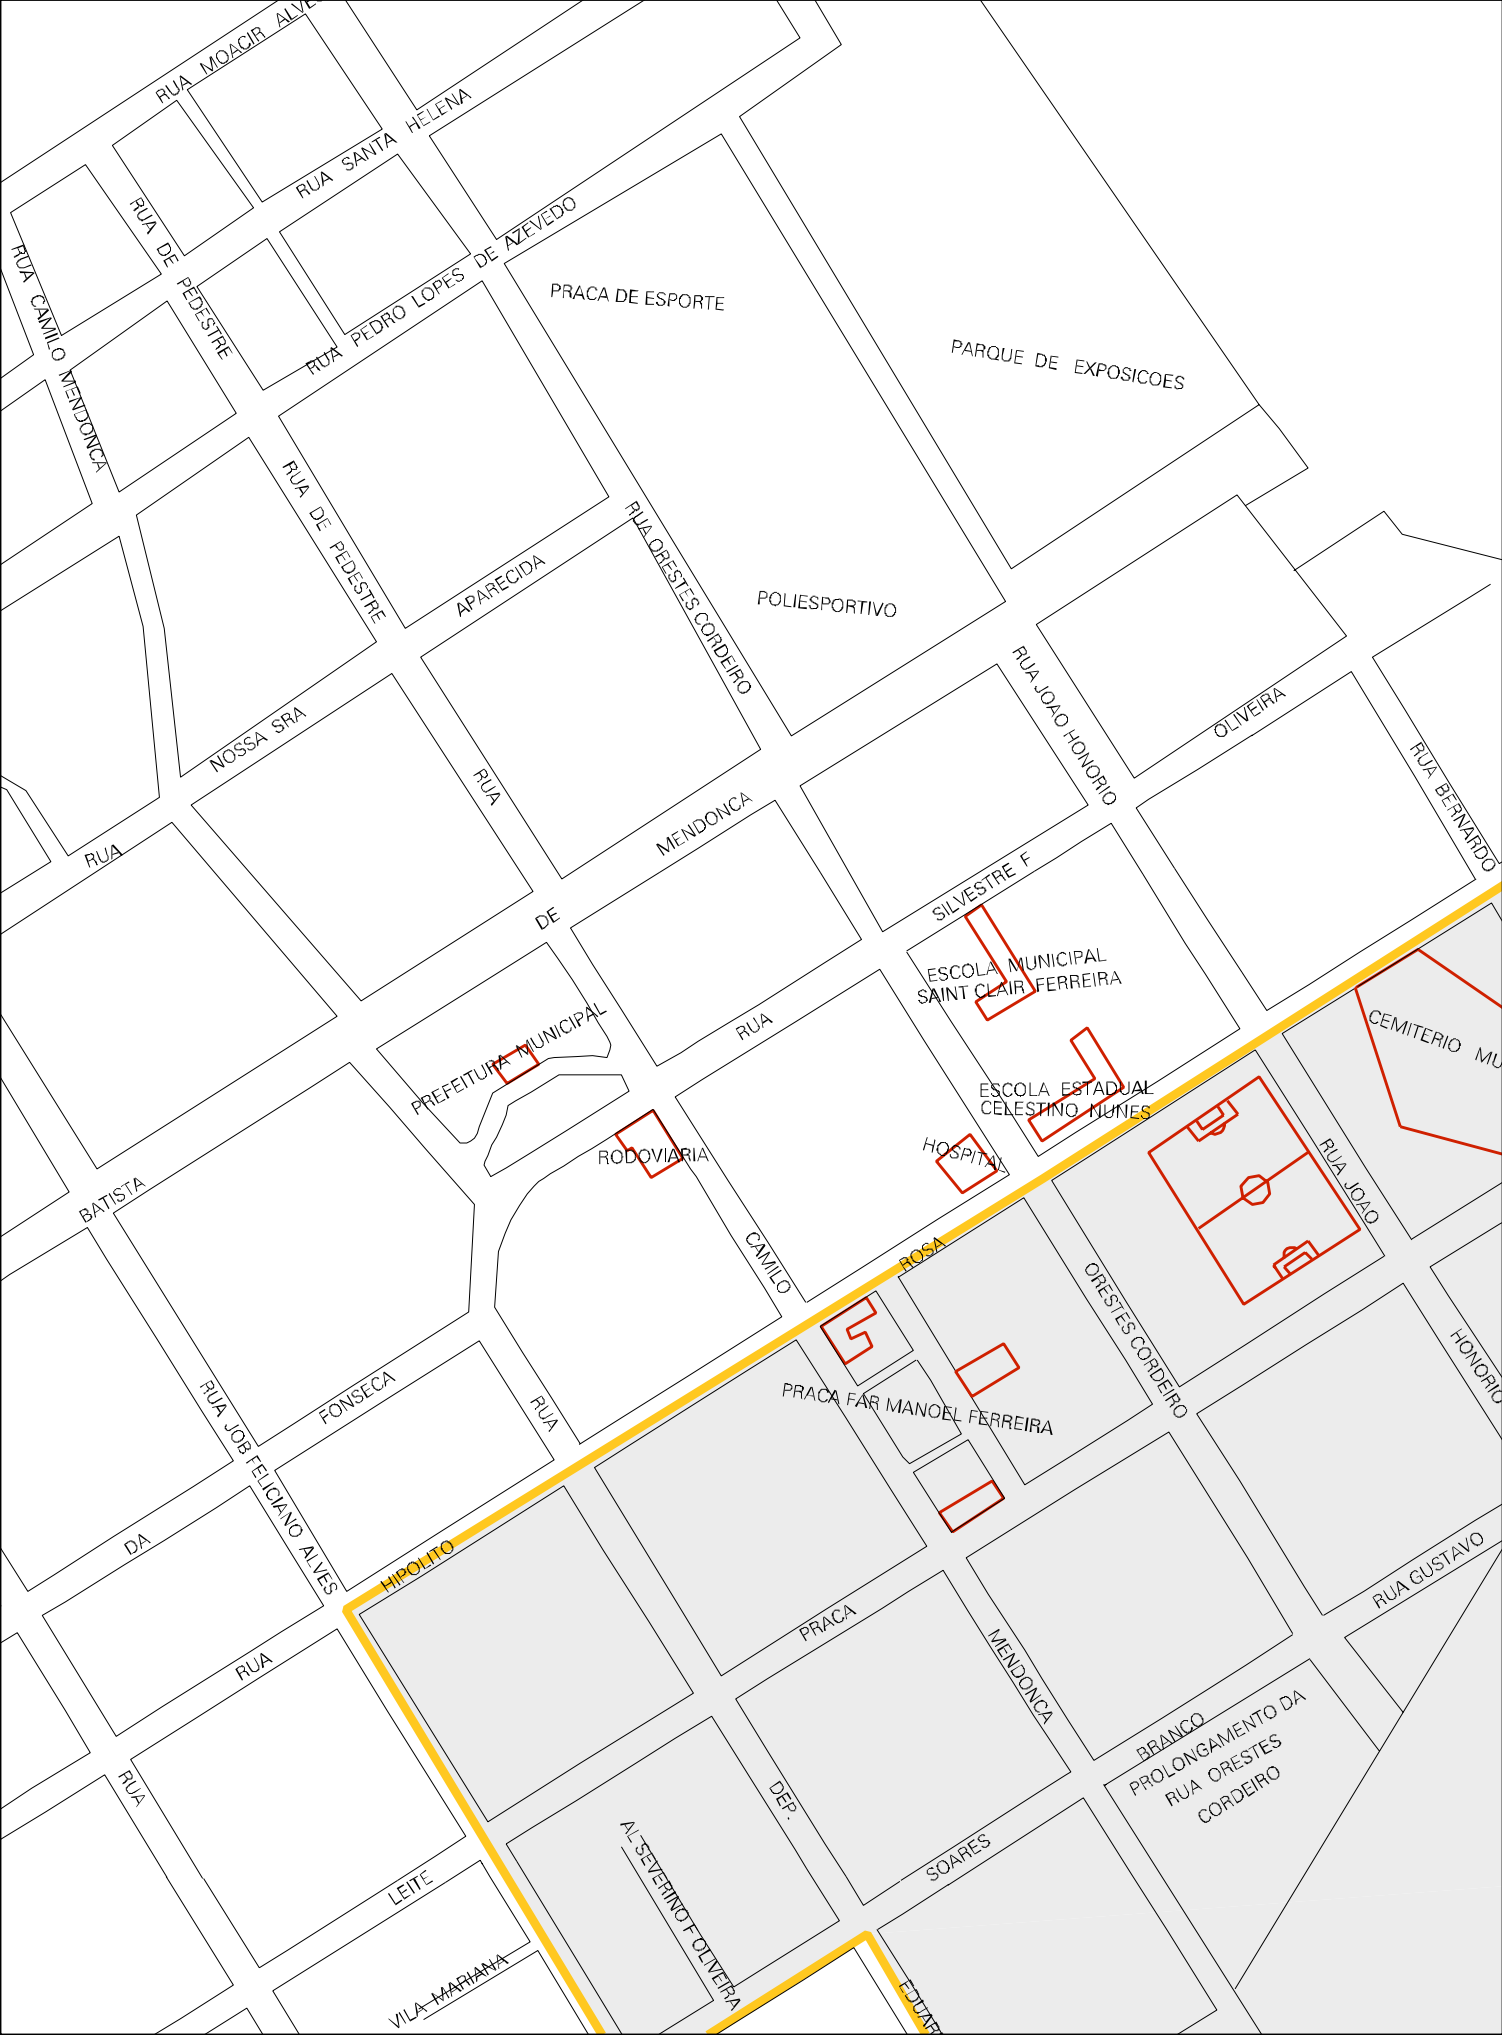 RUA MOACIR
RUA SANTA HELENA
RUA DE PEDESTRE
RUA CAMILO MENDONCA
RUA PEDRO LOPES DE AZEVEDO
PRACA DE ESPORTE
PARQUE DE EXPOSICOES
RUA DE PEDESTRE
RUA ORESTES CORDEIRO
POLIESPORTIVO
RUA NOSSA SRA APARECIDA
RUA JOAO HONORIO
RUA BERNARDO
RUA SILVESTRE F OLIVEIRA
RUA
BATISTA DE MENDONCA
ESCOLA MUNICIPAL
SAINT CLAIR FERREIRA
PREFEITURA MUNICIPAL
ESCOLA ESTADUAL
CELESTINO NUNES
CEMITERIO MU
HOSPITAL
RODOVIARIA
RUA JOAO
HONORIO
CAMILO
MENDONCA
ORESTES CORDEIRO
RUA HIPOLITO ROSA
PRACA FAR MANOEL FERREIRA
DA FONSECA
RUA JOB FELICIANO ALVES
RUA
DEP.
EDUAR
RUA GUSTAVO
BRANCO
PRACA
PROLONGAMENTO DA
RUA ORESTES
CORDEIRO
SOARES
LEITE
RUA
AL SEVERINO F OLIVEIRA
VILA MARIANA